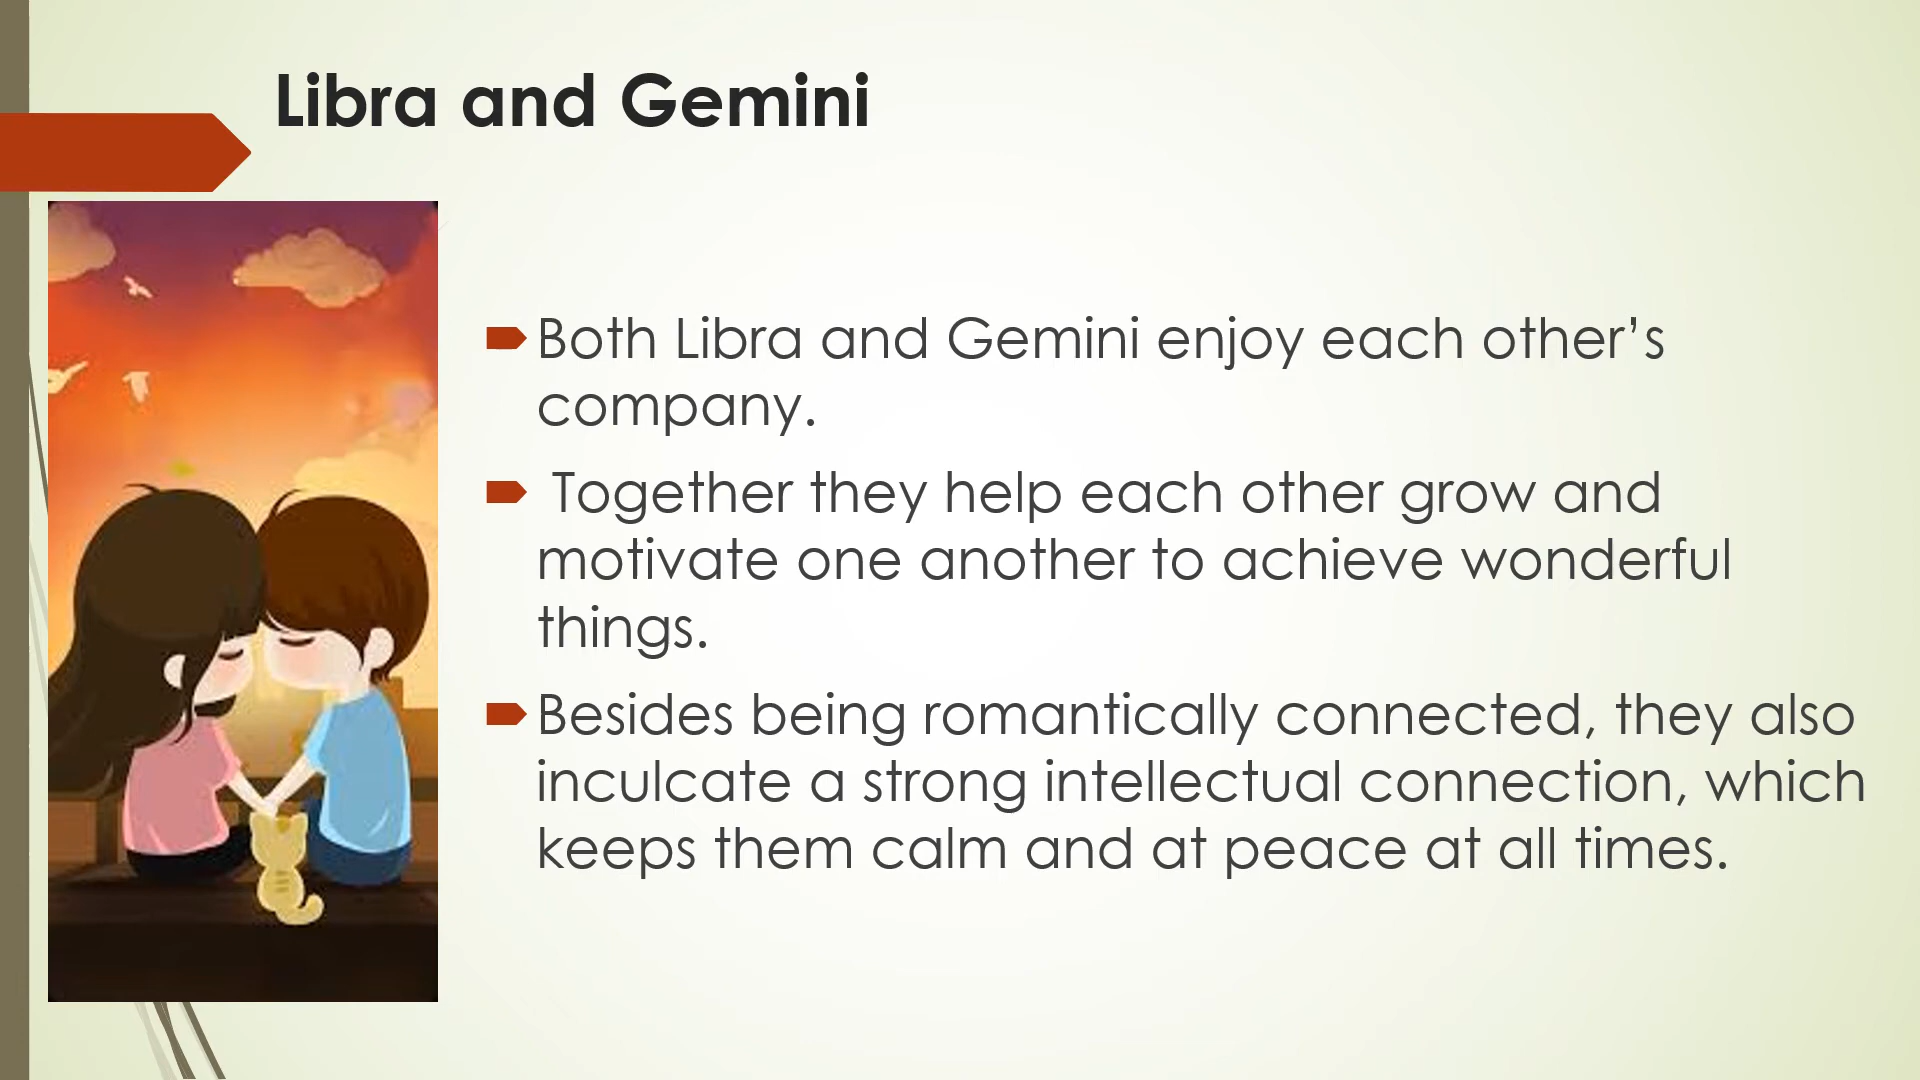 Libra and Gemini
Both Libra and Gemini enjoy each other’s
company.
Together they help each other grow and
motivate one another to achieve wonderful
things.
Besides being romantically connected, they also
inculcate a strong intellectual connection, which
keeps them calm and at peace at all times.